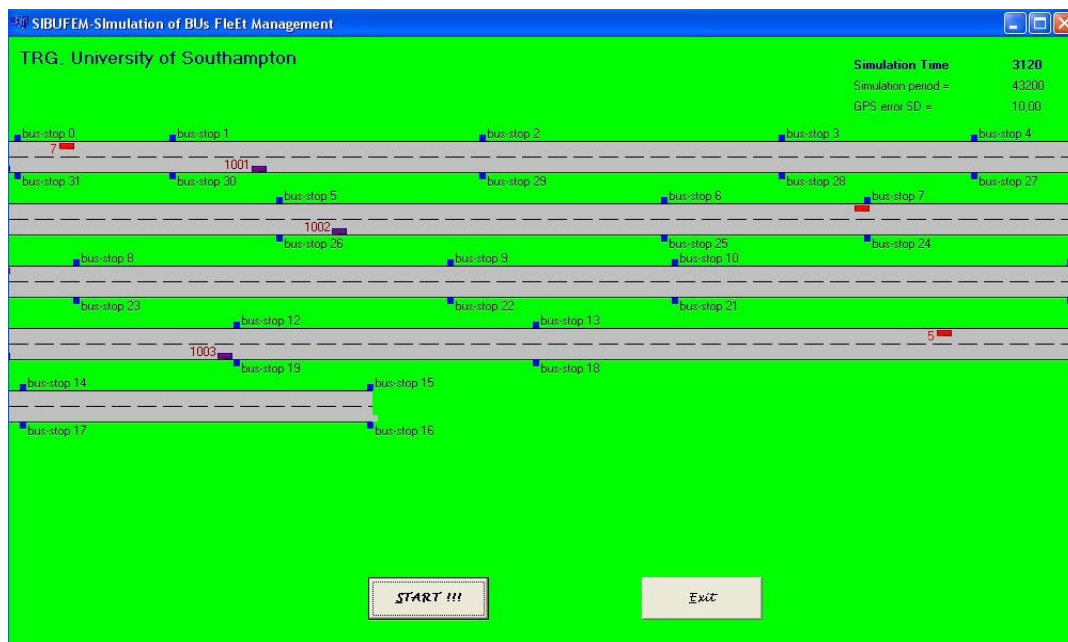 SIBUFEM-SImulation of BUs FleEt Management
TRG, University of Southampton
Simulation Time 3120
Simulation period = 43200
GPS error SD = 10.00
bus-stop 0 bus-stop 1 bus-stop 2 bus-stop 3 bus-stop 4
7
1001
bus-stop 31 bus-stop 30 bus-stop 29 bus-stop 28 bus-stop 27
bus-stop 5 bus-stop 6 bus-stop 7
1002
bus-stop 26 bus-stop 25 bus-stop 24
bus-stop 8 bus-stop 9 bus-stop 10
bus-stop 23 bus-stop 22 bus-stop 21
bus-stop 12 bus-stop 13
5
1003
bus-stop 19 bus-stop 18
bus-stop 14 bus-stop 15
bus-stop 17 bus-stop 16
START !!! Exit